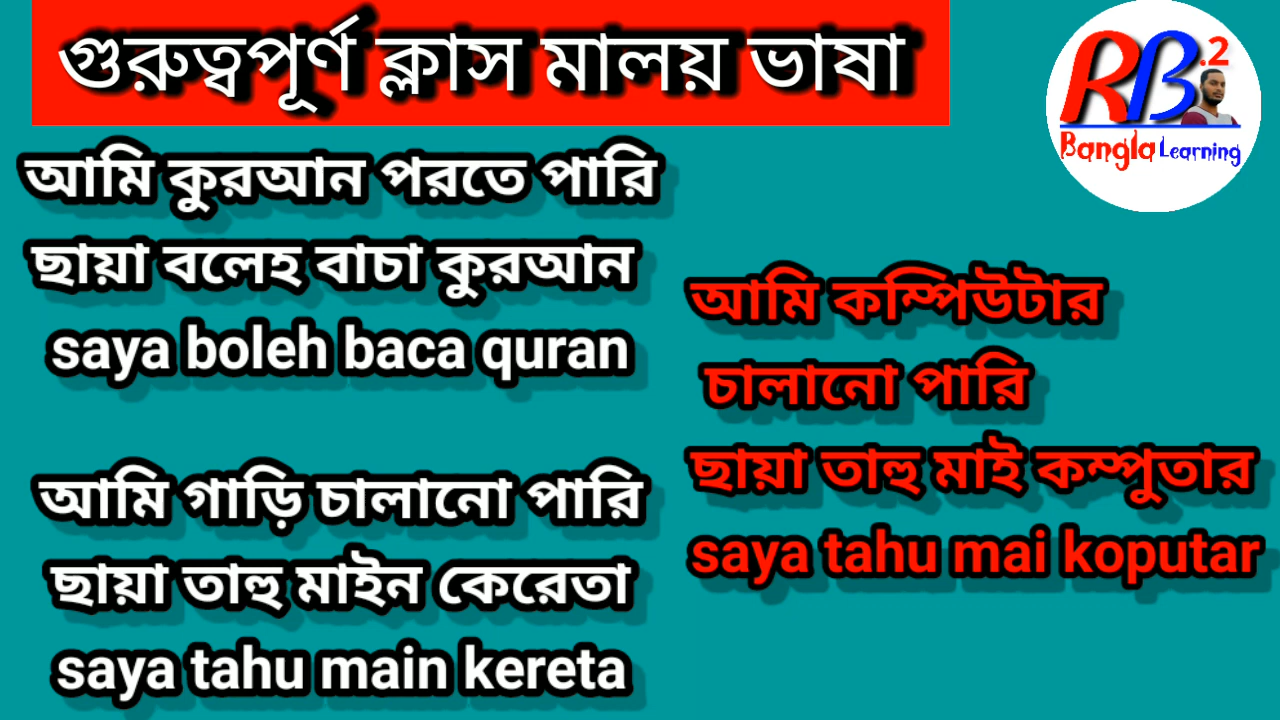 গুরুত্বপূর্ণ ক্লাস মালয় ভাষা
RB.2
Bangla Learning
আমি কুরআন পরতে পারি
ছায়া বলেহ বাচা কুরআন
saya boleh baca quran
আমি গাড়ি চালানো পারি
ছায়া তাহু মাইন কেরেতা
saya tahu main kereta
আমি কম্পিউটার
চালানো পারি
ছায়া তাহু মাই কম্পুতার
saya tahu mai koputar